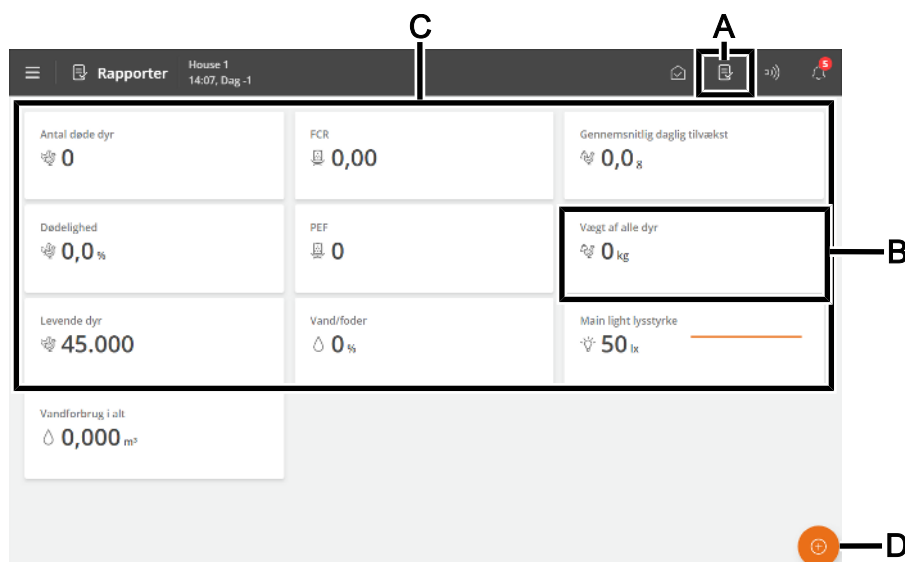 C
A
Rapporter
House 1
14:07, Dag -1
5
Antal døde dyr
0
FCR
0,00
Gennemsnitlig daglig tilvækst
0,0 g
Dødelighed
0,0 %
PEF
0
Vægt af alle dyr
0 kg
B
Levende dyr
45.000
Vand/foder
0 %
Main light lysstyrke
50 lx
Vandforbrug i alt
0,000 m³
D